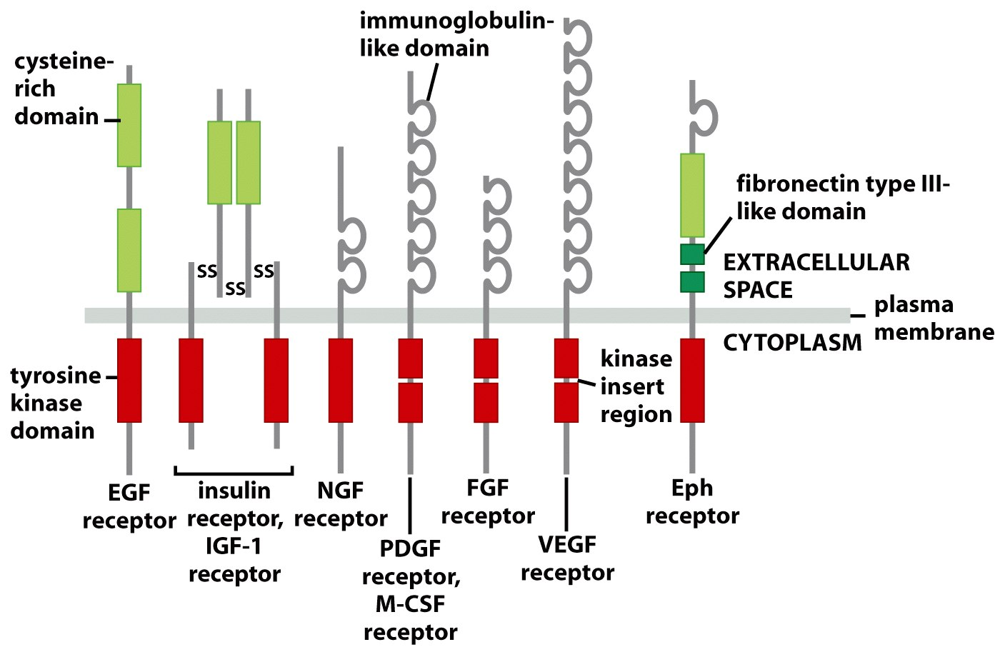 immunoglobulin-
like domain
cysteine-
rich
domain
fibronectin type III-
like domain
SS
SS
SS
EXTRACELLULAR
SPACE
plasma
membrane
CYTOPLASM
tyrosine
kinase
domain
kinase
insert
region
EGF
receptor
insulin
receptor,
IGF-1
receptor
NGF
receptor
PDGF
receptor,
M-CSF
receptor
FGF
receptor
VEGF
receptor
Eph
receptor